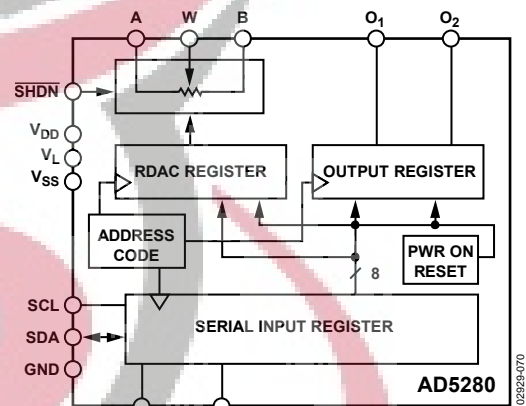 A W B O1 O2
SHDN
VDD
VL
VSS
RDAC REGISTER
OUTPUT REGISTER
ADDRESS
CODE
PWR ON
RESET
8
SCL
SDA
GND
SERIAL INPUT REGISTER
AD5280
02929-070